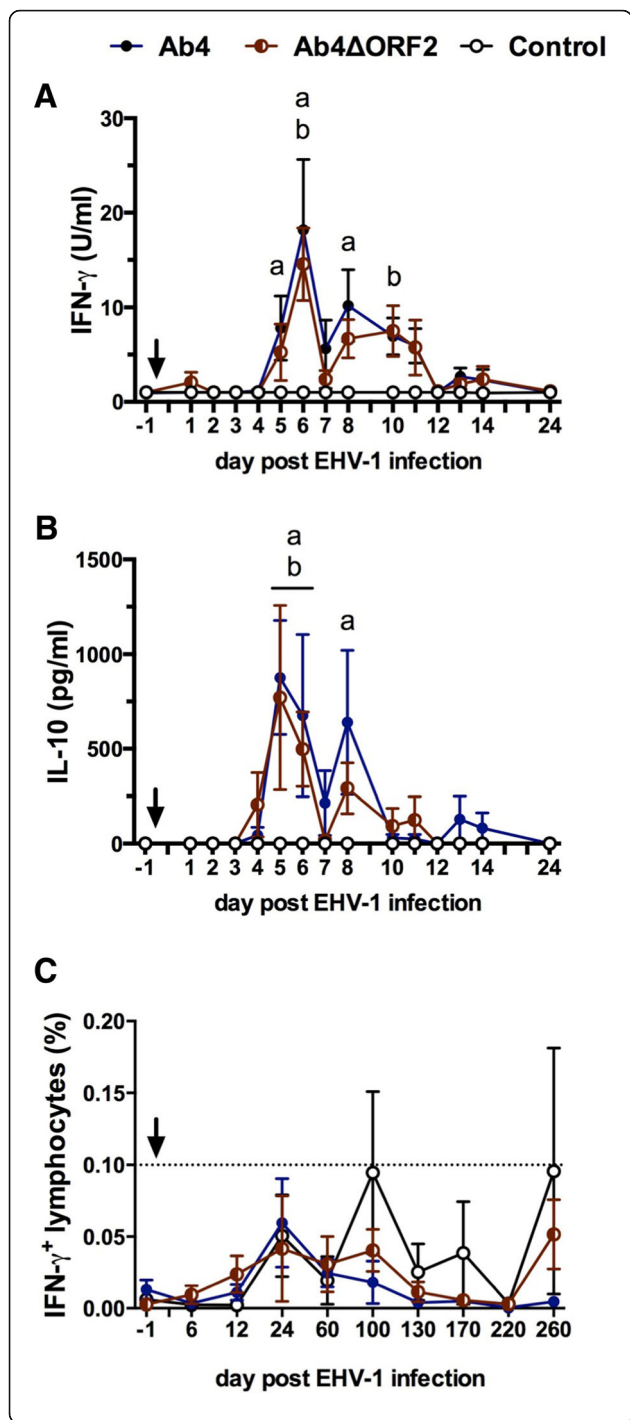 Ab4 Ab4ΔORF2 Control
A
a
b
a
a
b
30
20
10
0
IFN-γ (U/ml)
-1 1 2 3 4 5 6 7 8 10 12 14 24
day post EHV-1 infection
B
a
b
a
1500
1000
500
0
IL-10 (pg/ml)
-1 1 2 3 4 5 6 7 8 10 12 14 24
day post EHV-1 infection
C
0.20
0.15
0.10
0.05
0.00
IFN-γ+ lymphocytes (%)
-1 6 12 24 60 100 130 170 220 260
day post EHV-1 infection